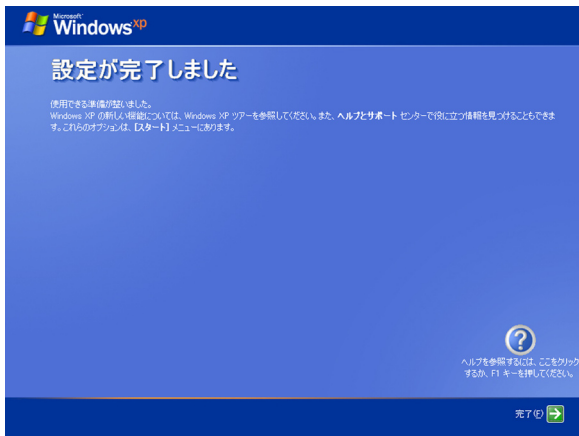 Microsoft
Windows xp
設定が完了しました
使用できる準備が整いました。
Windows XP の新しい機能については、Windows XP ツアーを参照してください。また、ヘルプとサポート センターで役に立つ情報を見つけることもできま
す。これらのオプションは、[スタート] メニューにあります。
ヘルプを参照するには、ここをクリック
するか、F1 キーを押してください。
完了(F)